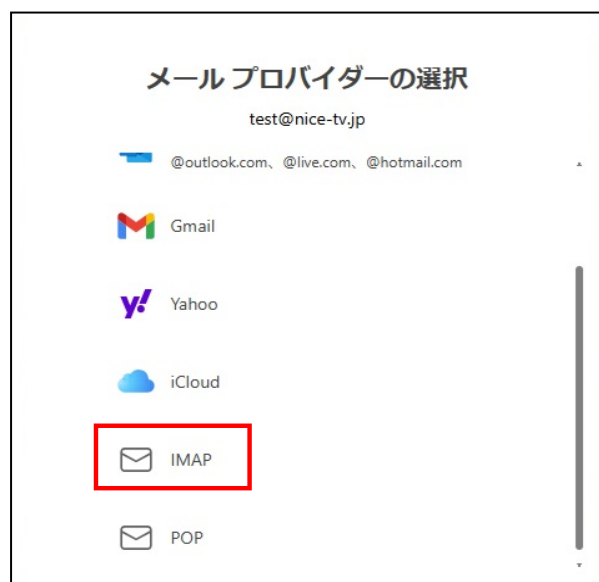 メール プロバイダーの選択
test@nice-tv.jp
@outlook.com、@live.com、@hotmail.com
Gmail
Yahoo
iCloud
IMAP
POP